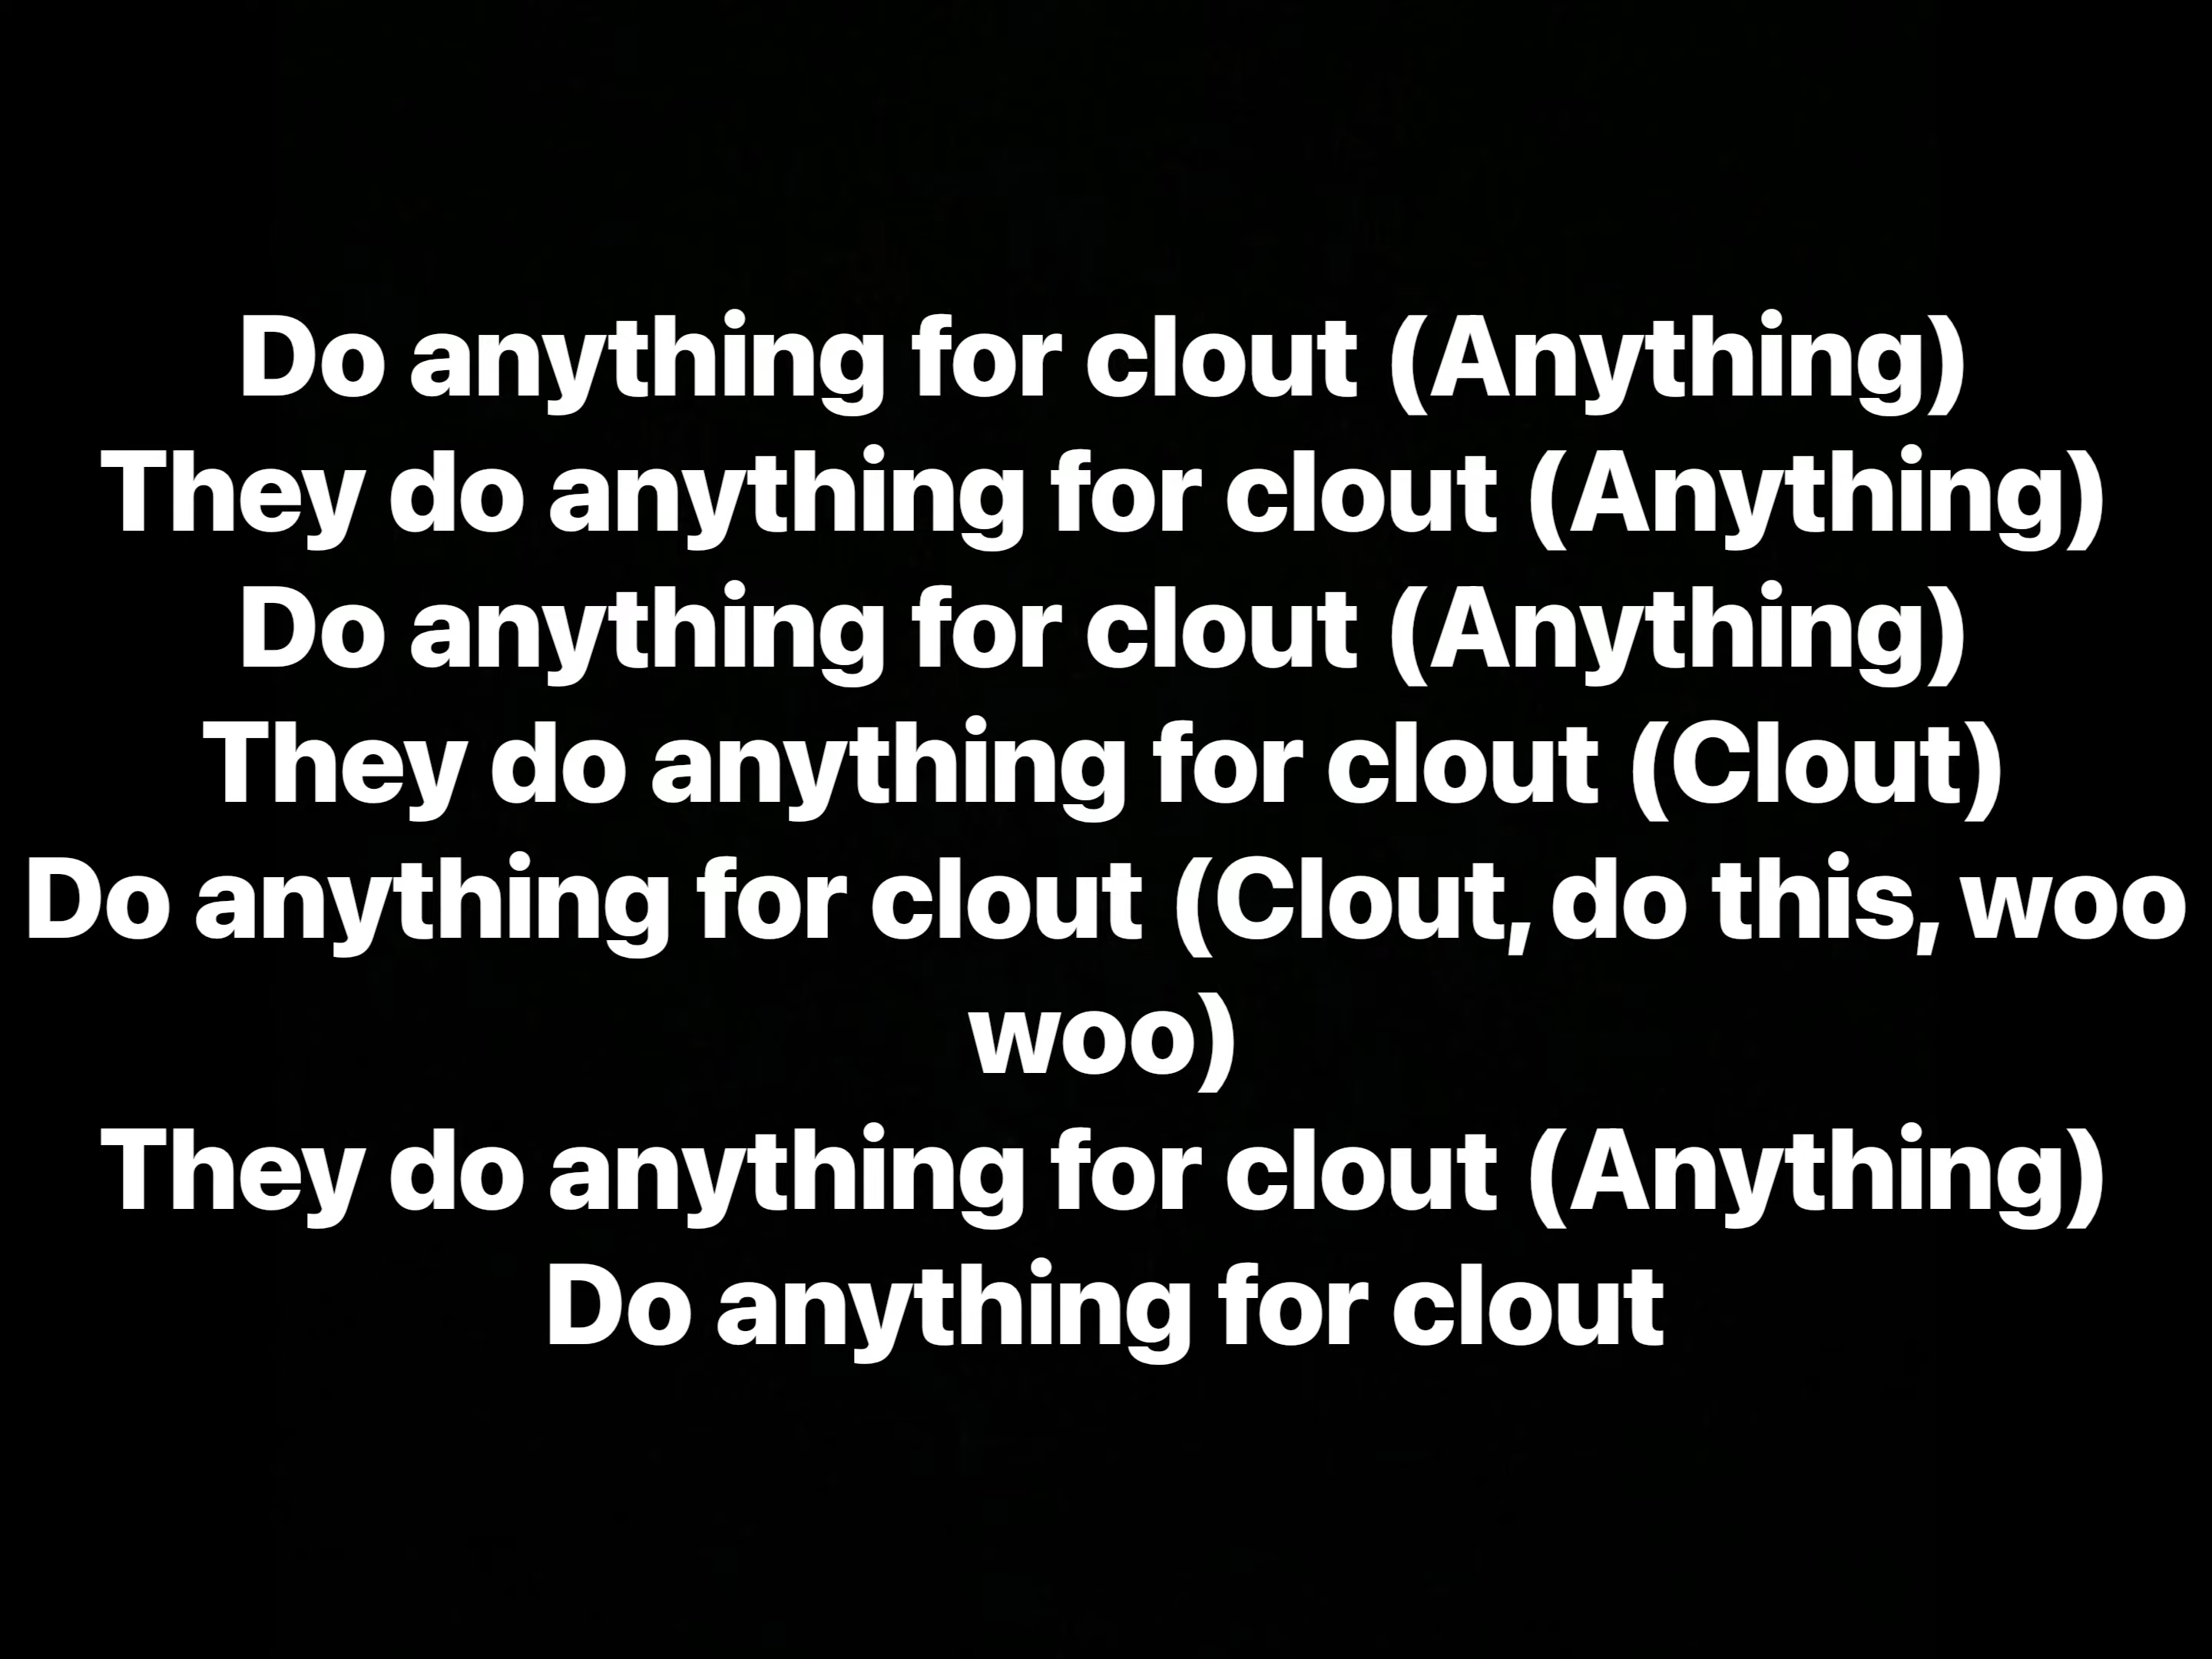 Do anything for clout (Anything)
They do anything for clout (Anything)
Do anything for clout (Anything)
They do anything for clout (Clout)
Do anything for clout (Clout, do this, woo
woo)
They do anything for clout (Anything)
Do anything for clout